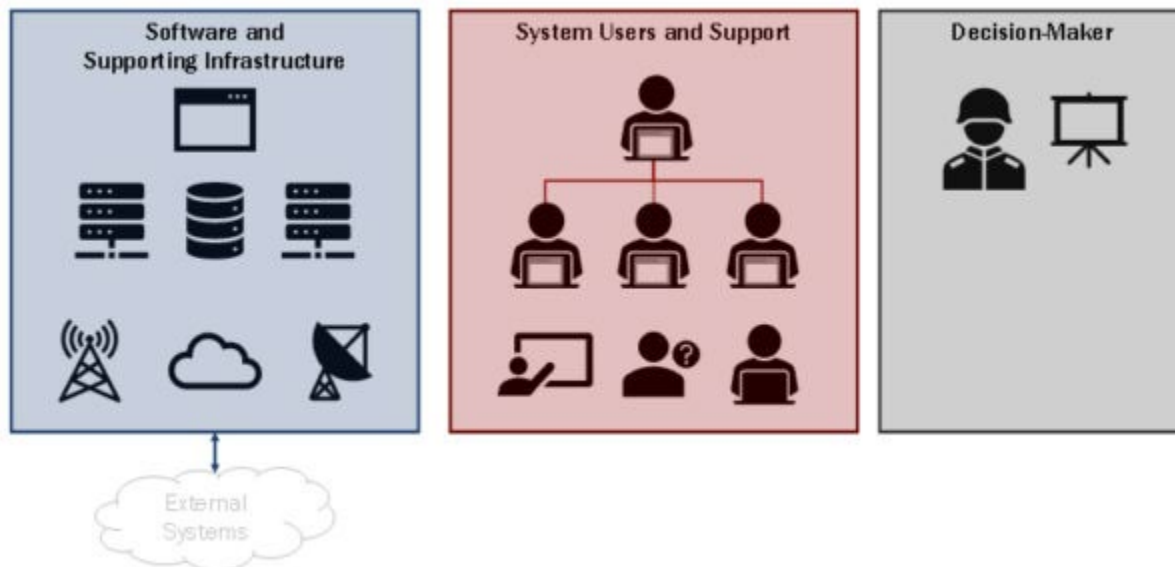 Software and
Supporting Infrastructure
System Users and Support
Decision-Maker
?
External
Systems